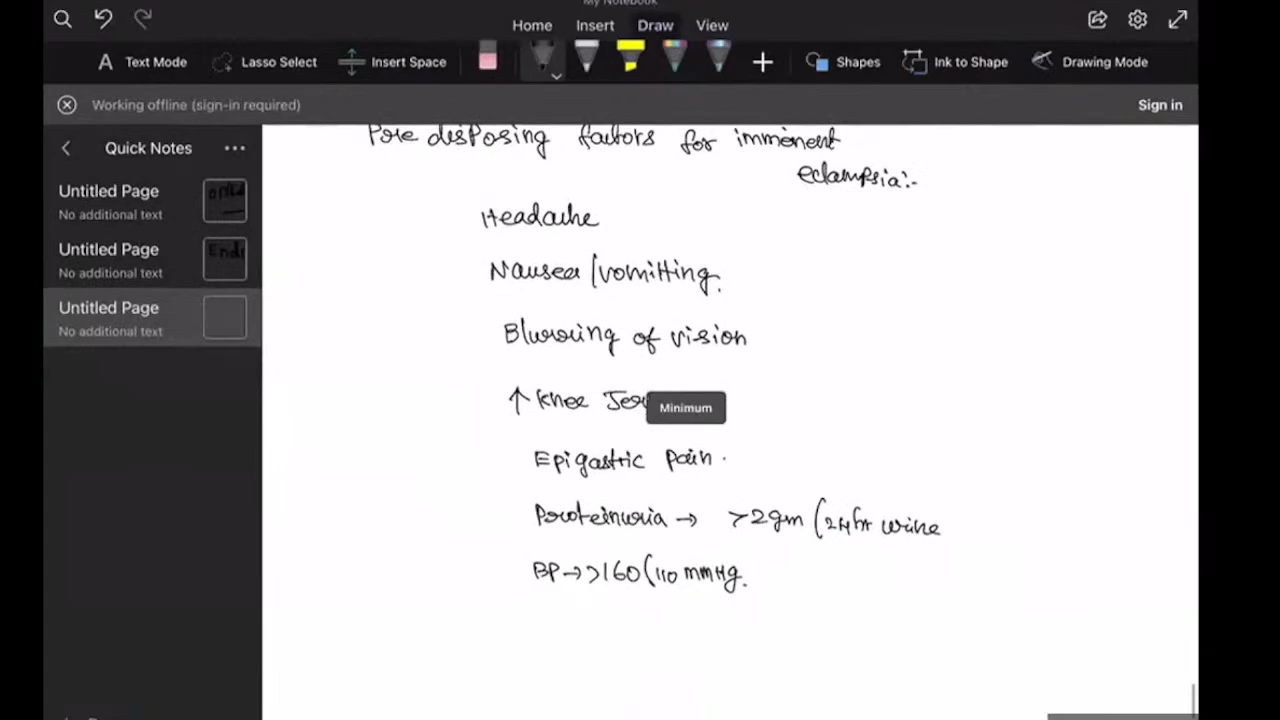 My Notebook
Home Insert Draw View
Text Mode Lasso Select Insert Space Shapes Ink to Shape Drawing Mode
Working offline (sign-in required) Sign in
Quick Notes
Untitled Page
No additional text
Untitled Page
No additional text
Untitled Page
No additional text
Pre disposing factors for imminent
eclampsia:-
Headache
Nausea/vomitting.
Blurring of vision
↑ Knee Jer
Minimum
Epigastric pain.
Proteinuria → >2gm/24hr urine
BP→>160/110 mmHg.